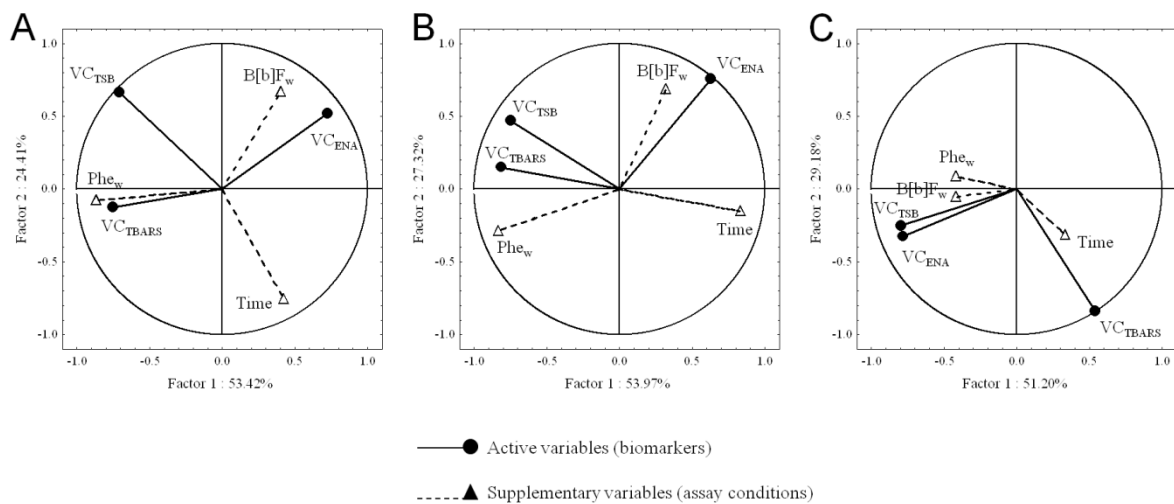 A
1.0
0.5
0.0
-0.5
-1.0
-1.0
-0.5
0.0
0.5
1.0
Factor 2 : 24.41%
Factor 1 : 53.42%
VC_TSB
B[b]F_w
VC_ENA
Phe_w
VC_TBARS
Time
B
1.0
0.5
0.0
-0.5
-1.0
-1.0
-0.5
0.0
0.5
1.0
Factor 2 : 27.32%
Factor 1 : 53.97%
B[b]F_w
VC_ENA
VC_TSB
VC_TBARS
Time
Phe_w
C
1.0
0.5
0.0
-0.5
-1.0
-1.0
-0.5
0.0
0.5
1.0
Factor 2 : 29.18%
Factor 1 : 51.20%
Phe_w
B[b]F_w
VC_TSB
VC_ENA
Time
VC_TBARS
Active variables (biomarkers)
Supplementary variables (assay conditions)